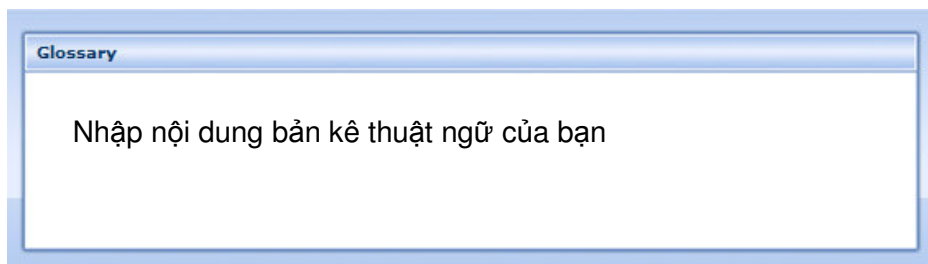 Glossary
Nhập nội dung bản kê thuật ngữ của bạn